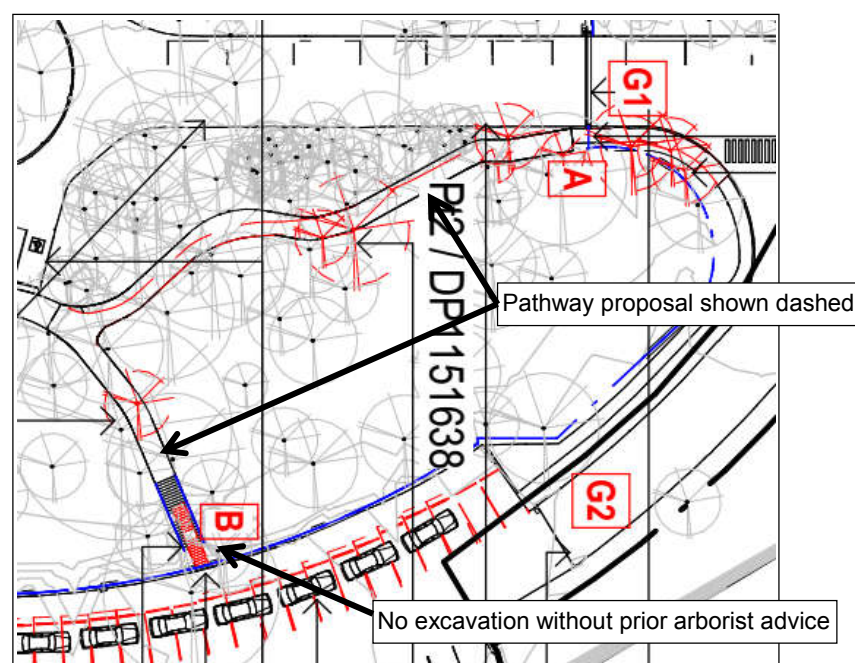 G1
A
Pt2 / DP1151638
Pathway proposal shown dashed
G2
B
No excavation without prior arborist advice